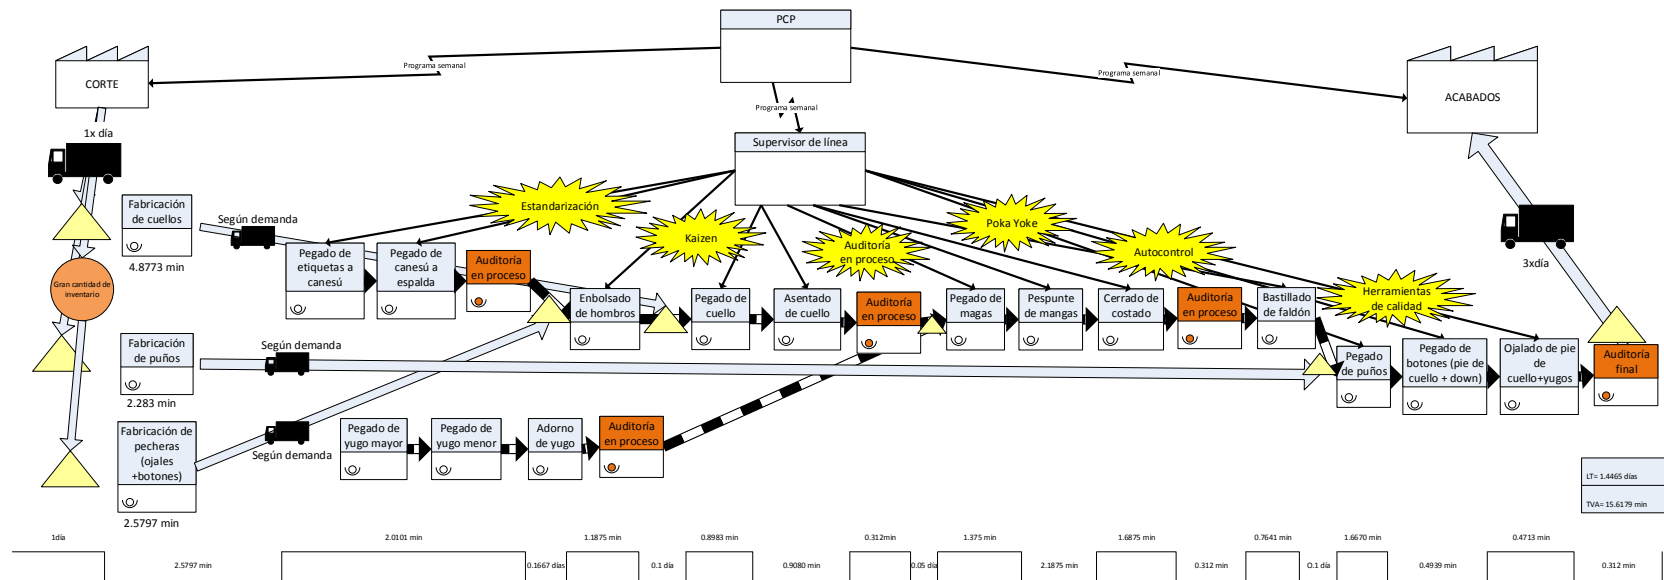 PCP
Programa semanal
Programa semanal
Programa semanal
CORTE
ACABADOS
1x día
Supervisor de línea
Fabricación
de cuellos
4.8773 min
Según demanda
Estandarización
Kaizen
Auditoría
en proceso
Poka Yoke
Autocontrol
Herramientas
de calidad
3xdía
Gran cantidad de
inventario
Pegado de
etiquetas a
canesú
Pegado de
canesú a
espalda
Auditoría
en proceso
Enbolsado
de hombros
Pegado de
cuello
Asentado
de cuello
Auditoría
en proceso
Pegado de
magas
Pespunte
de mangas
Cerrado de
costado
Auditoría
en proceso
Bastillado
de faldón
Fabricación
de puños
2.283 min
Según demanda
Pegado
de puños
Pegado de
botones (pie de
cuello + down)
Ojalado de pie
de
cuello+yugos
Auditoría
final
Fabricación de
pecheras
(ojales
+botones)
2.5797 min
Según demanda
Pegado de
yugo mayor
Pegado de
yugo menor
Adorno
de yugo
Auditoría
en proceso
LT= 1.4465 días
TVA= 15.6179 min
1día
2.5797 min
2.0101 min
0.1667 días
1.1875 min
0.1 día
0.8983 min
0.9080 min
0.312min
0.05 día
1.375 min
2.1875 min
1.6875 min
0.312 min
0.7641 min
0.1 día
1.6670 min
0.4939 min
0.4713 min
0.312 min